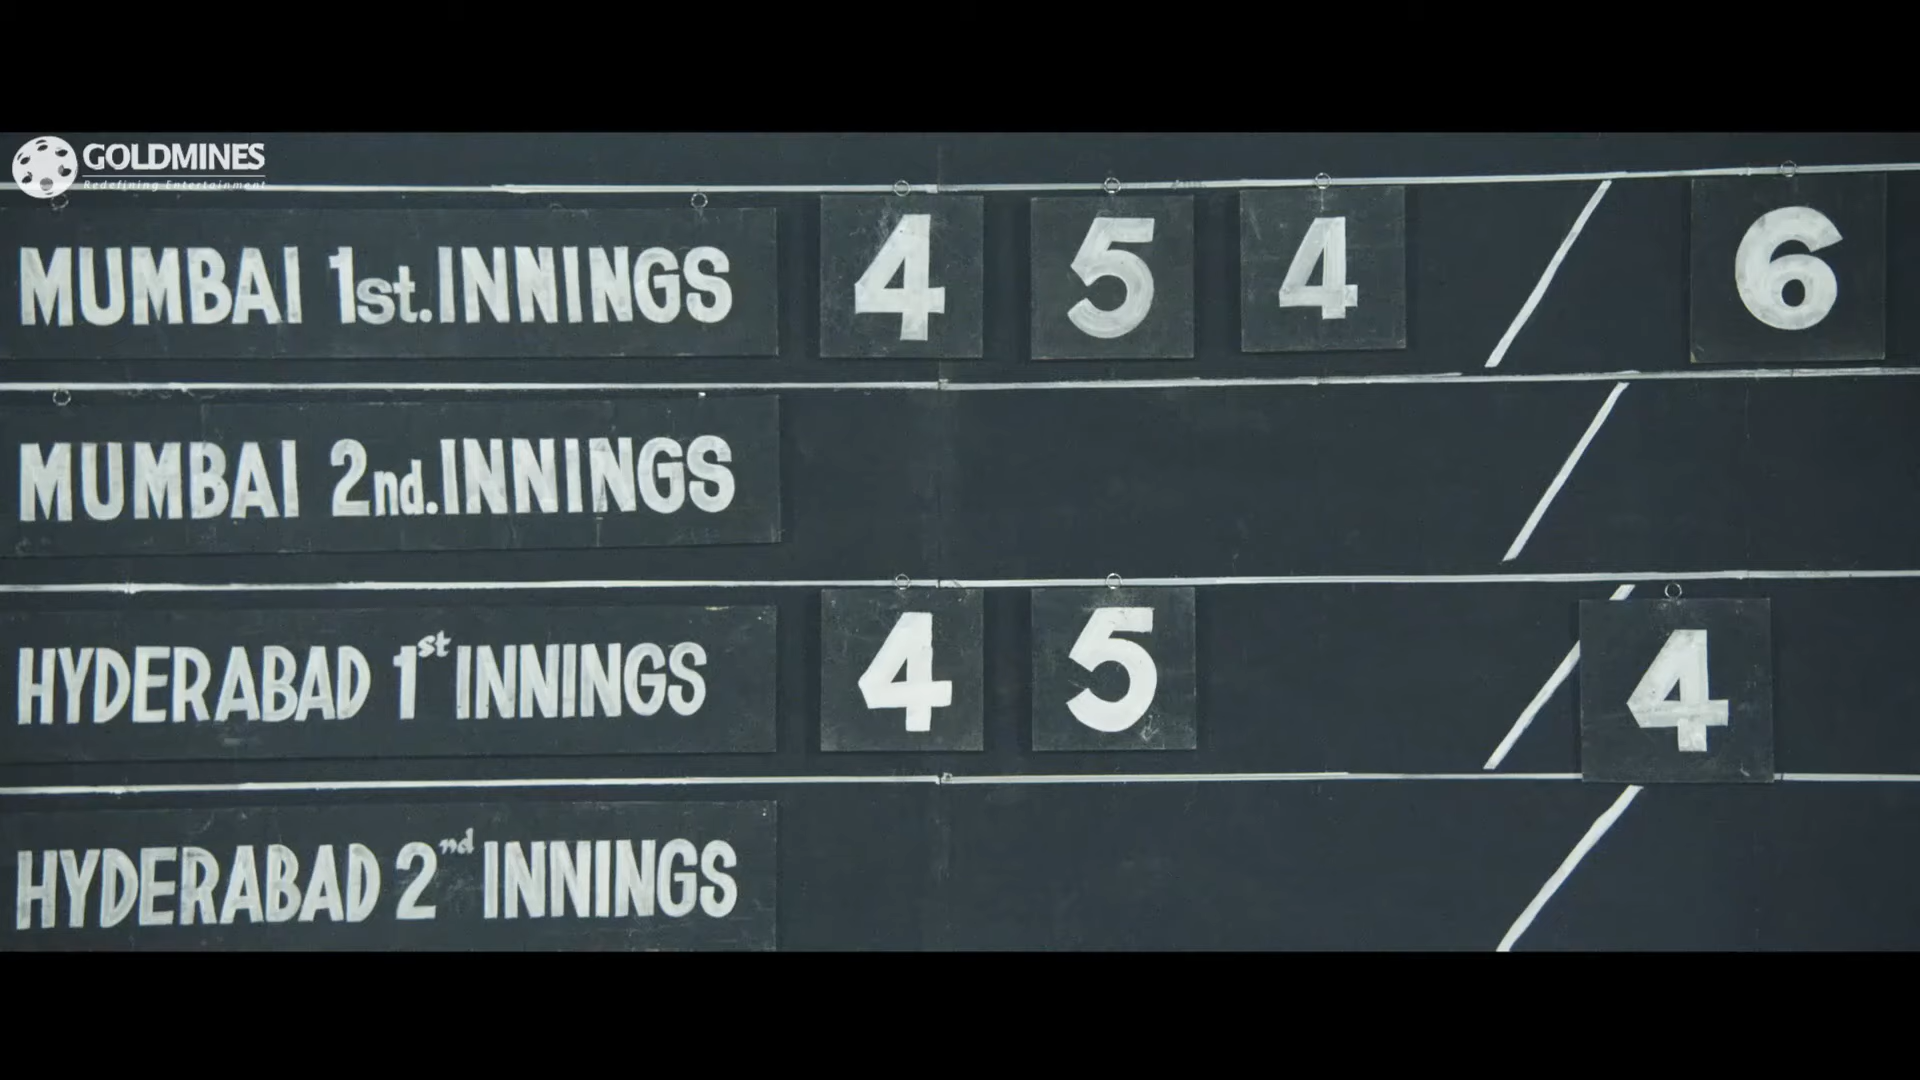 GOLDMINES
Redefining Entertainment
MUMBAI 1st. INNINGS 4 5 4 / 6
MUMBAI 2nd. INNINGS /
HYDERABAD 1st INNINGS 4 5 / 4
HYDERABAD 2nd INNINGS /